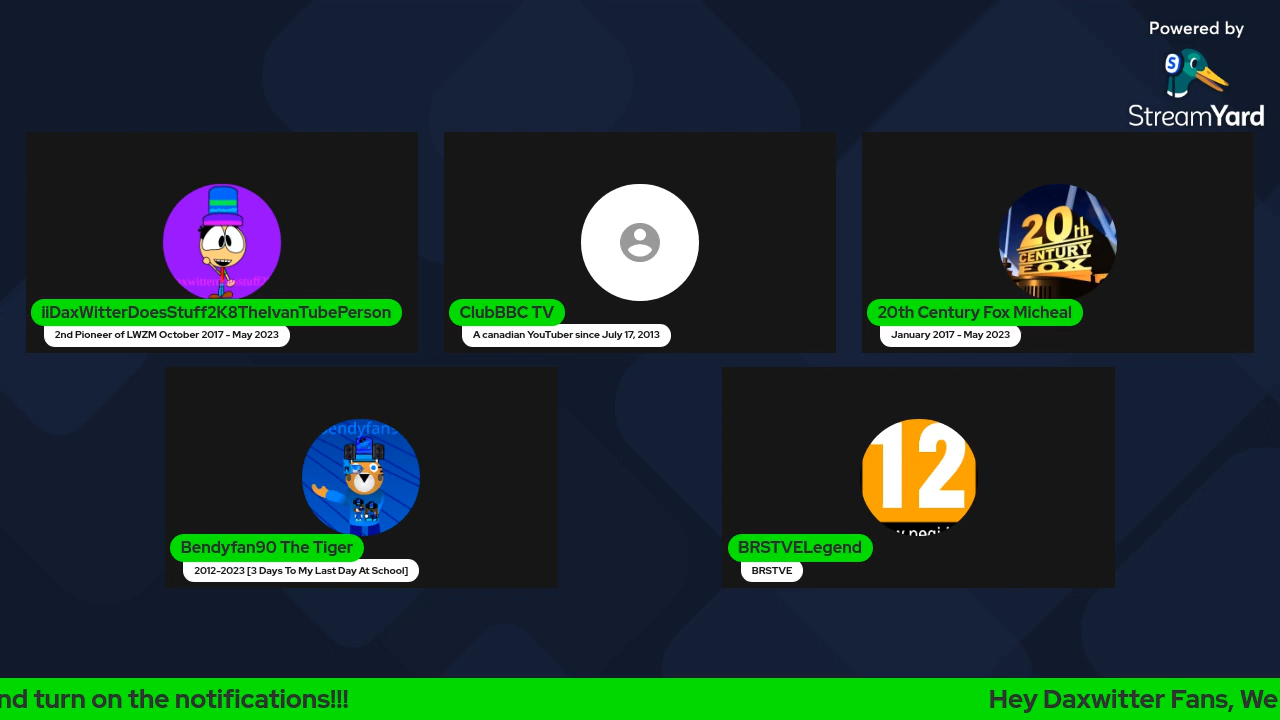 Powered by
StreamYard
iiDaxWitterDoesStuff2K8TheIvanTubePerson
2nd Pioneer of LWZM October 2017 - May 2023
ClubBBC TV
A canadian YouTuber since July 17, 2013
20th
CENTURY
FOX
20th Century Fox Micheal
January 2017 - May 2023
Bendyfan90 The Tiger
2012-2023 [3 Days To My Last Day At School]
12
BRSTVELegend
BRSTVE
nd turn on the notifications!!!
Hey Daxwitter Fans, We